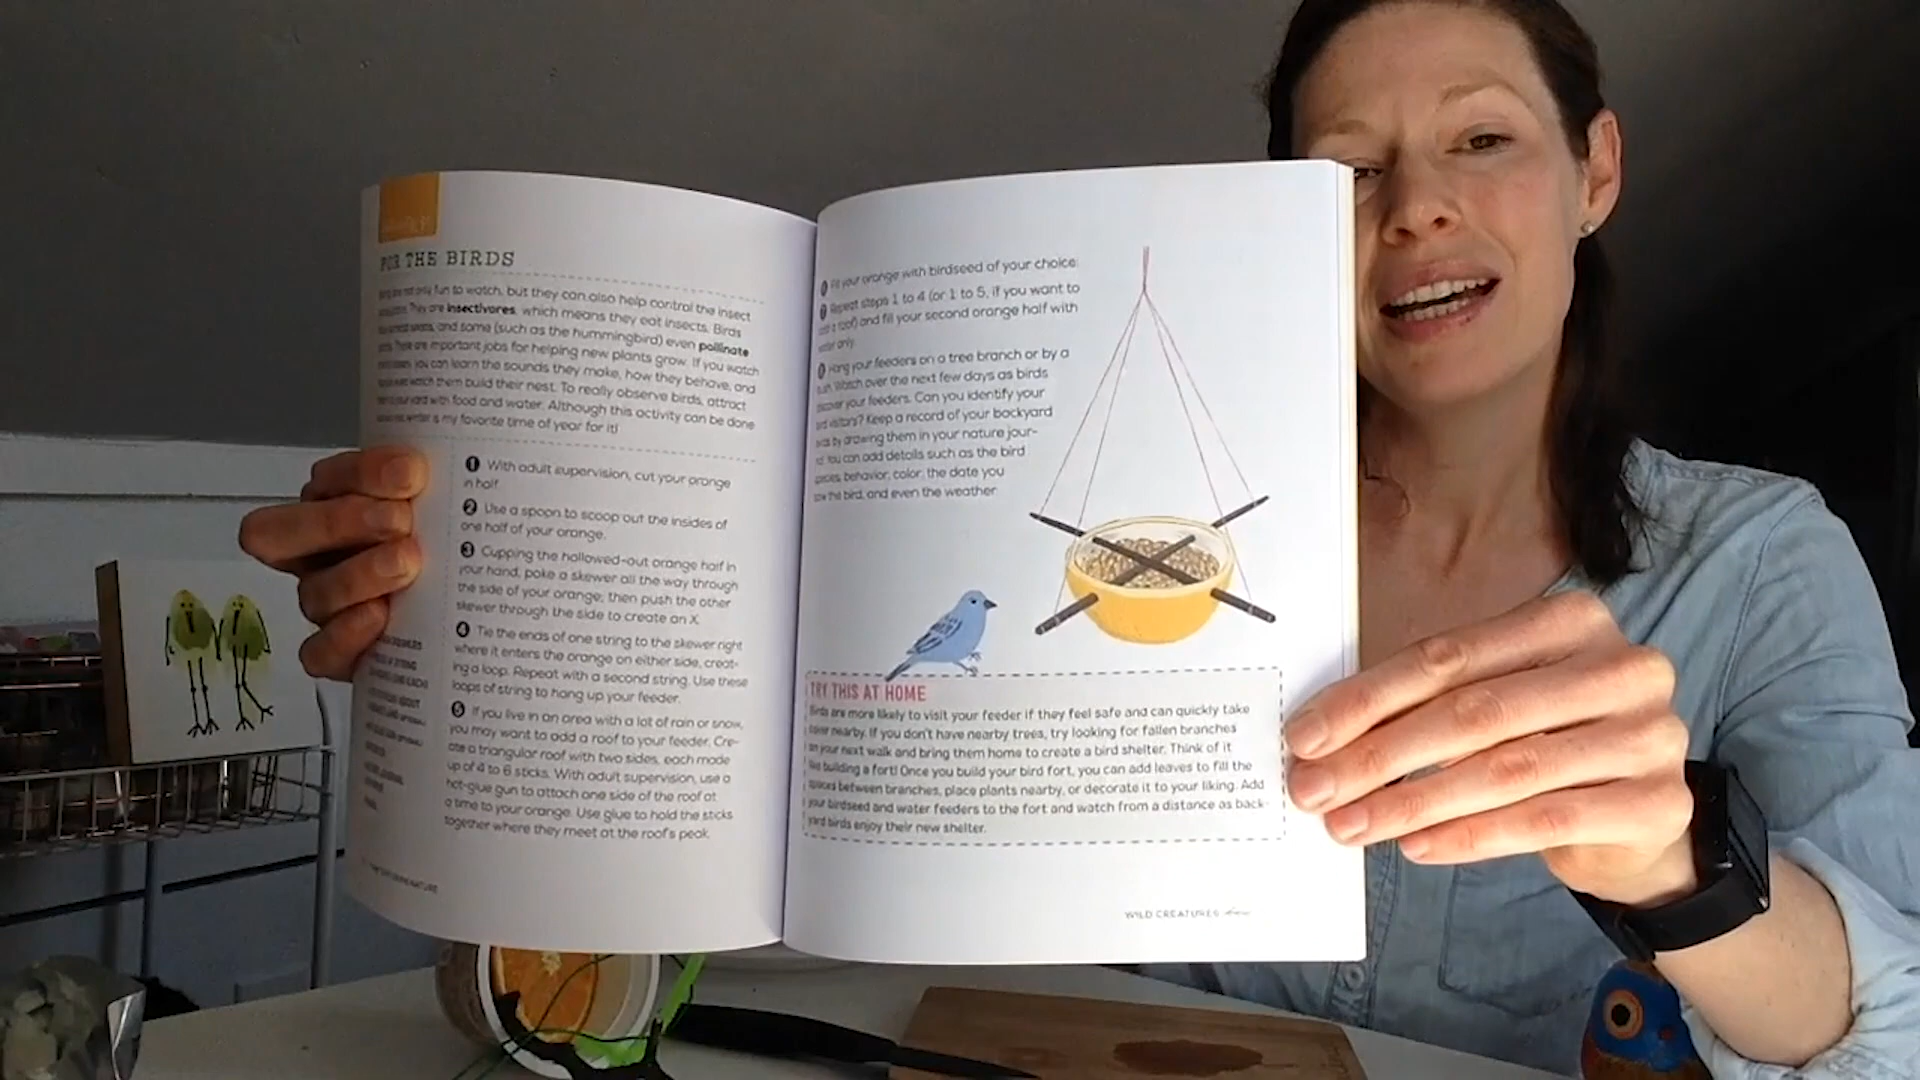 FOR THE BIRDS
are not only fun to watch, but they can also help control the insect
They are insectivores, which means they eat insects. Birds
and some (such as the hummingbird) even pollinate
These are important jobs for helping new plants grow. If you watch
you can learn the sounds they make, how they behave, and
watch them build their nest. To really observe birds, attract
yard with food and water. Although this activity can be done
winter is my favorite time of year for it!
1 With adult supervision, cut your orange
in half.
2 Use a spoon to scoop out the insides of
one half of your orange.
3 Cupping the hollowed-out orange half in
your hand, poke a skewer all the way through
the side of your orange; then push the other
skewer through the side to create an X.
4 Tie the ends of one string to the skewer right
where it enters the orange on either side, creat-
ing a loop. Repeat with a second string. Use these
loops of string to hang up your feeder.
5 If you live in an area with a lot of rain or snow,
you may want to add a roof to your feeder. Cre-
ate a triangular roof with two sides, each made
up of 4 to 6 sticks. With adult supervision, use a
hot-glue gun to attach one side of the roof at
a time to your orange. Use glue to hold the sticks
together where they meet at the roof's peak.
NATURE
Fill your orange with birdseed of your choice.
Repeat steps 1 to 4 (or 1 to 5, if you want to
add a roof) and fill your second orange half with
water only.
Hang your feeders on a tree branch or by a
bush. Watch over the next few days as birds
discover your feeders. Can you identify your
bird visitors? Keep a record of your backyard
birds by drawing them in your nature jour-
nal. You can add details such as the bird
species, behavior, color, the date you
saw the bird, and even the weather.
TRY THIS AT HOME
Birds are more likely to visit your feeder if they feel safe and can quickly take
cover nearby. If you don't have nearby trees, try looking for fallen branches
on your next walk and bring them home to create a bird shelter. Think of it
like building a fort! Once you build your bird fort, you can add leaves to fill the
spaces between branches, place plants nearby, or decorate it to your liking. Add
your birdseed and water feeders to the fort and watch from a distance as back-
yard birds enjoy their new shelter.
WILD CREATURES